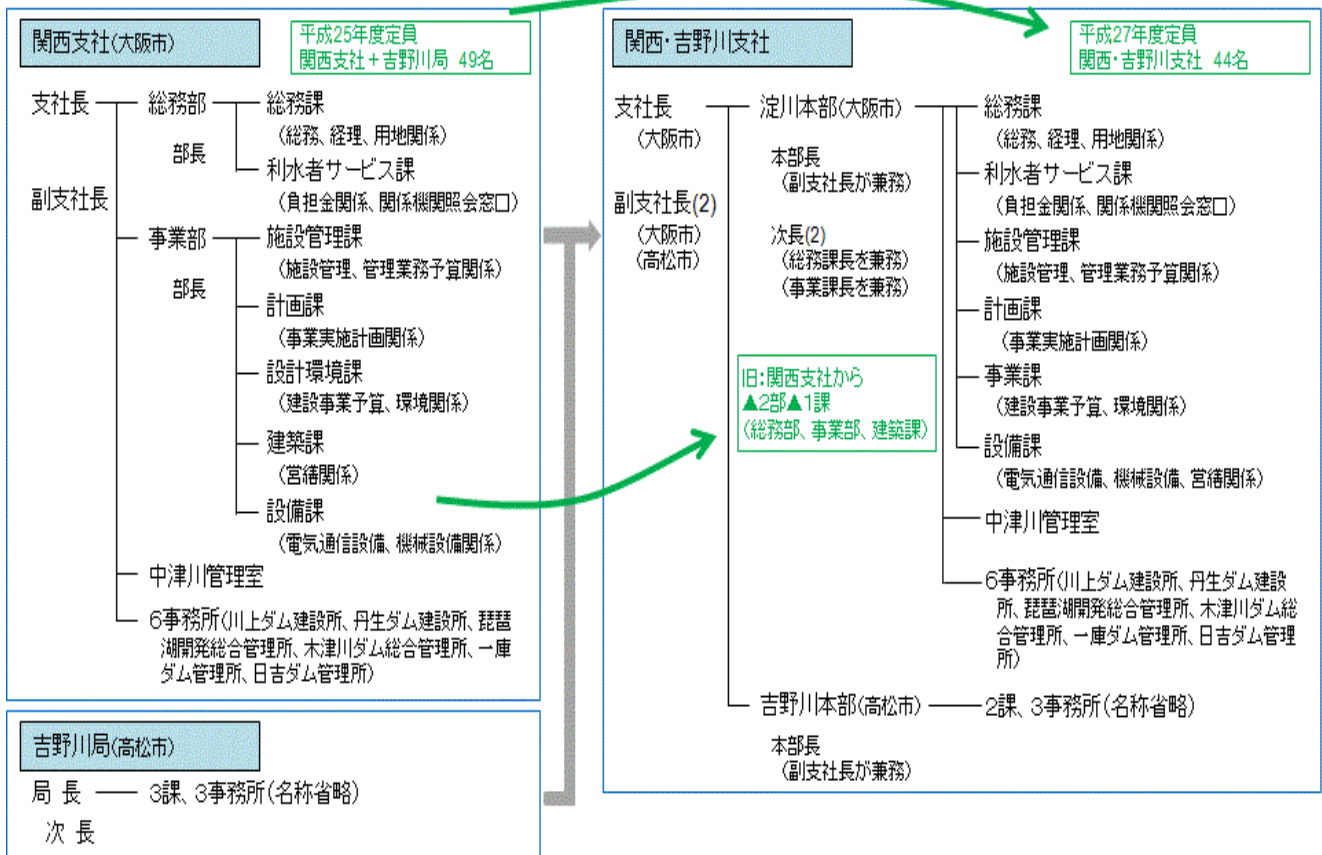 関西支社(大阪市)
平成25年度定員
関西支社+吉野川局 49名
支社長
総務部
総務課
(総務、経理、用地関係)
部長
利水者サービス課
(負担金関係、関係機関照会窓口)
副支社長
事業部
施設管理課
(施設管理、管理業務予算関係)
部長
計画課
(事業実施計画関係)
設計環境課
(建設事業予算、環境関係)
建築課
(営繕関係)
設備課
(電気通信設備、機械設備関係)
中津川管理室
6事務所(川上ダム建設所、丹生ダム建設所、琵琶
湖開発総合管理所、木津川ダム総合管理所、一庫
ダム管理所、日吉ダム管理所)
吉野川局(高松市)
局 長
3課、3事務所(名称省略)
次 長
関西・吉野川支社
平成27年度定員
関西・吉野川支社 44名
支社長
(大阪市)
淀川本部(大阪市)
総務課
(総務、経理、用地関係)
本部長
(副支社長が兼務)
利水者サービス課
(負担金関係、関係機関照会窓口)
副支社長(2)
(大阪市)
(高松市)
次長(2)
(総務課長を兼務)
(事業課長を兼務)
施設管理課
(施設管理、管理業務予算関係)
計画課
(事業実施計画関係)
旧:関西支社から
▲2部▲1課
(総務部、事業部、建築課)
事業課
(建設事業予算、環境関係)
設備課
(電気通信設備、機械設備、営繕関係)
中津川管理室
6事務所(川上ダム建設所、丹生ダム建設
所、琵琶湖開発総合管理所、木津川ダム総
合管理所、一庫ダム管理所、日吉ダム管理
所)
吉野川本部(高松市)
2課、3事務所(名称省略)
本部長
(副支社長が兼務)